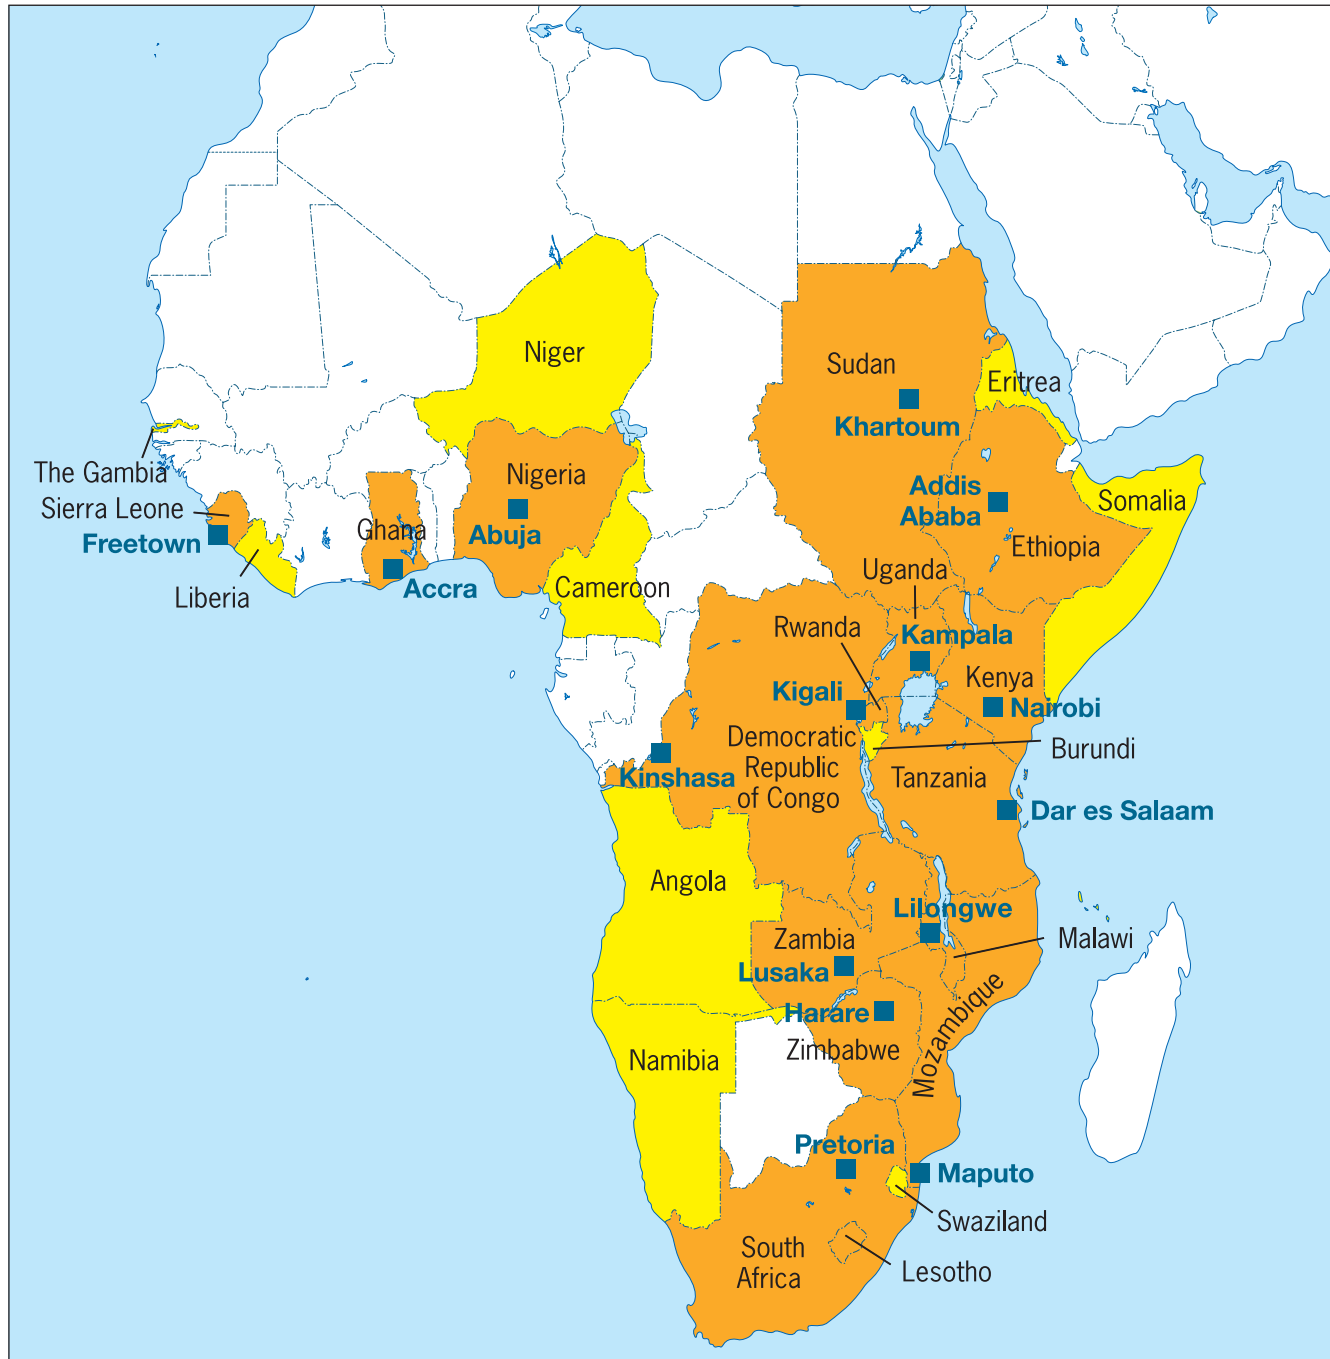 Niger
Sudan
Eritrea
Khartoum
The Gambia
Nigeria
Addis
Ababa
Somalia
Sierra Leone
Ghana
Abuja
Freetown
Ethiopia
Uganda
Liberia
Accra
Cameroon
Rwanda
Kampala
Kenya
Kigali
Nairobi
Democratic
Republic
of Congo
Burundi
Kinshasa
Tanzania
Dar es Salaam
Angola
Lilongwe
Zambia
Malawi
Lusaka
Harare
Zimbabwe
Mozambique
Namibia
Pretoria
Maputo
Swaziland
South
Africa
Lesotho